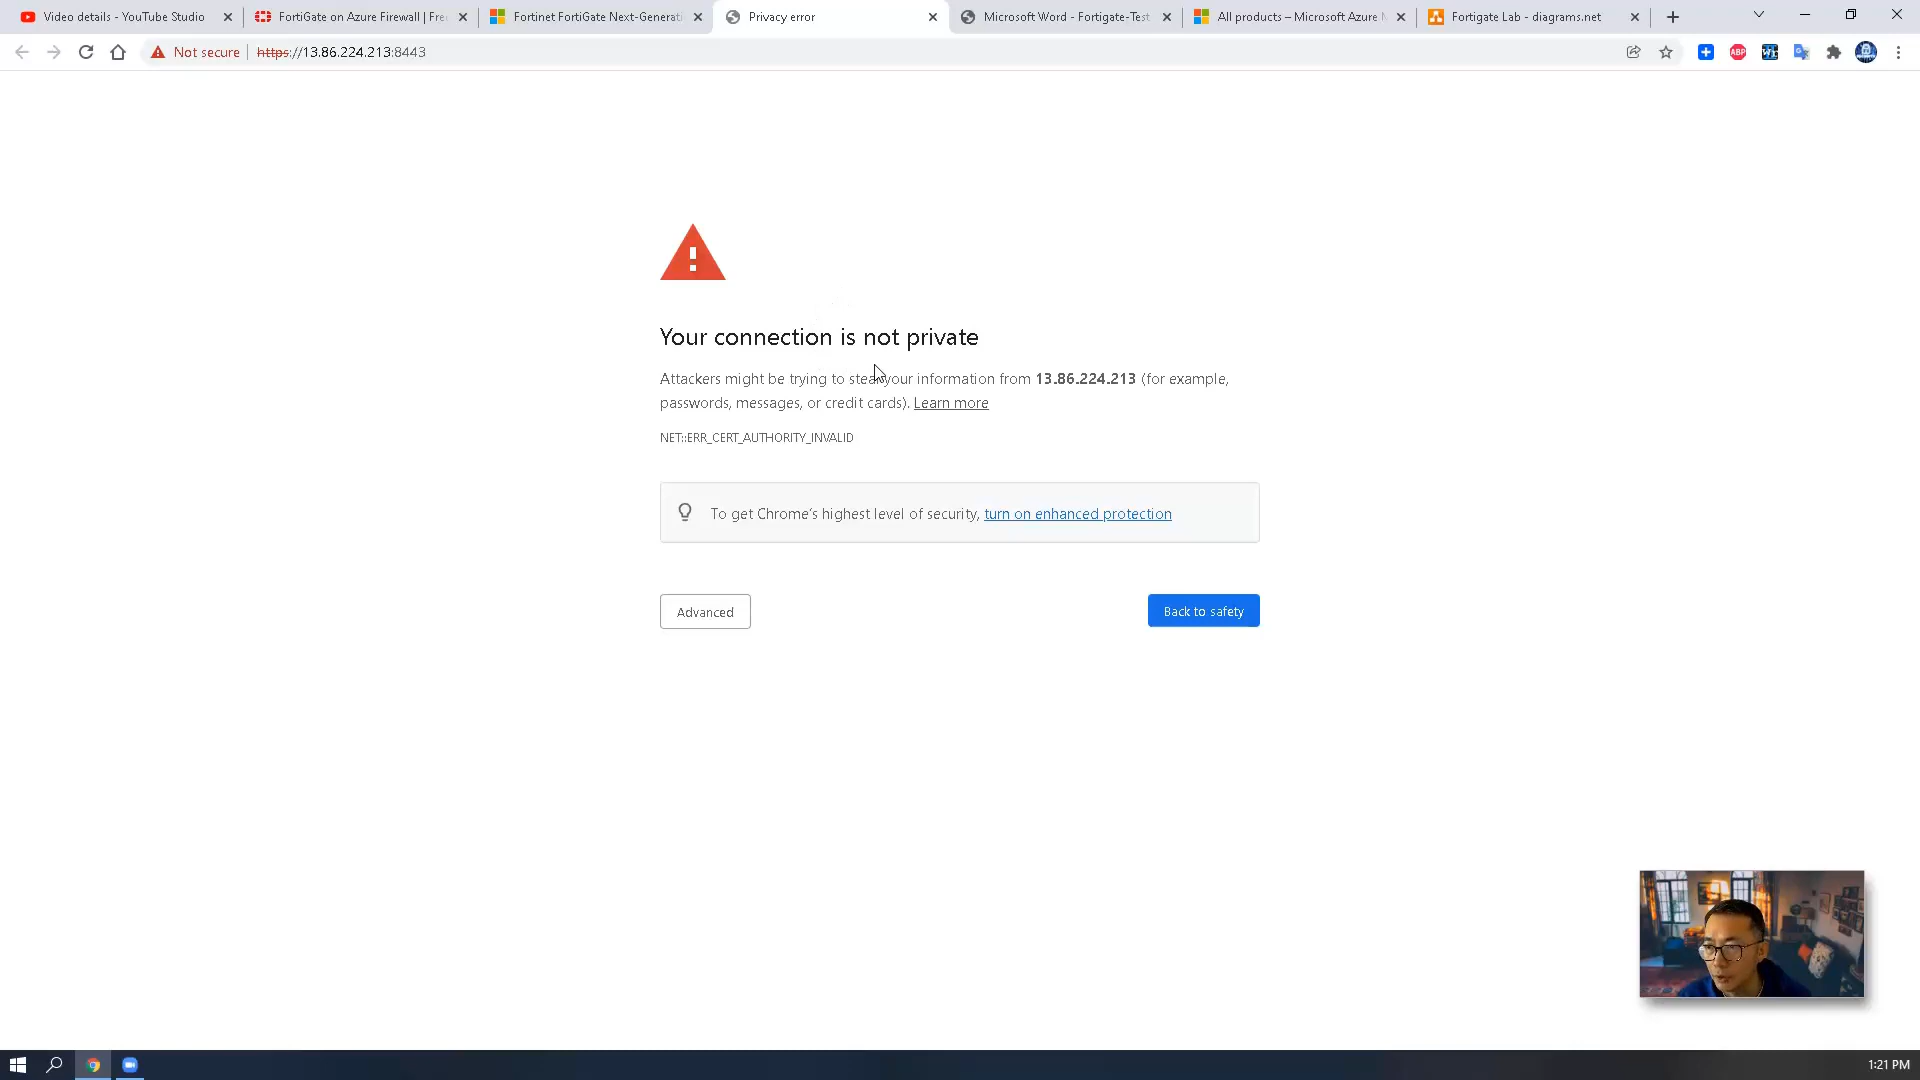 Video details - YouTube Studio
FortiGate on Azure Firewall | Fre
Fortinet FortiGate Next-Generati
Privacy error
Microsoft Word - Fortigate-Test
All products – Microsoft Azure M
Fortigate Lab - diagrams.net
Not secure
https://13.86.224.213:8443
ABP
Your connection is not private
Attackers might be trying to steal your information from 13.86.224.213 (for example,
passwords, messages, or credit cards). Learn more
NET::ERR_CERT_AUTHORITY_INVALID
To get Chrome's highest level of security, turn on enhanced protection
Advanced
Back to safety
1:21 PM